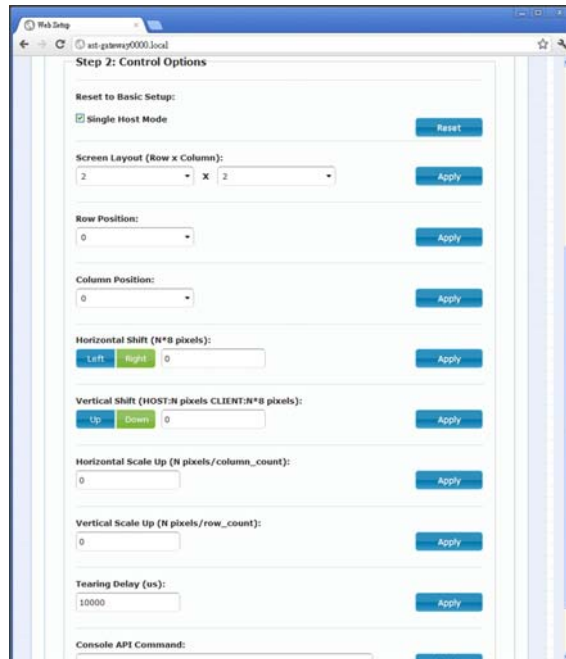 Web Setup
ast-gateway0000.local
Step 2: Control Options
Reset to Basic Setup:
Single Host Mode
Reset
Screen Layout (Row x Column):
2 X 2 Apply
Row Position:
0 Apply
Column Position:
0 Apply
Horizontal Shift (N*8 pixels):
Left Right 0 Apply
Vertical Shift (HOST:N pixels CLIENT:N*8 pixels):
Up Down 0 Apply
Horizontal Scale Up (N pixels/column_count):
0 Apply
Vertical Scale Up (N pixels/row_count):
0 Apply
Tearing Delay (us):
10000 Apply
Console API Command: